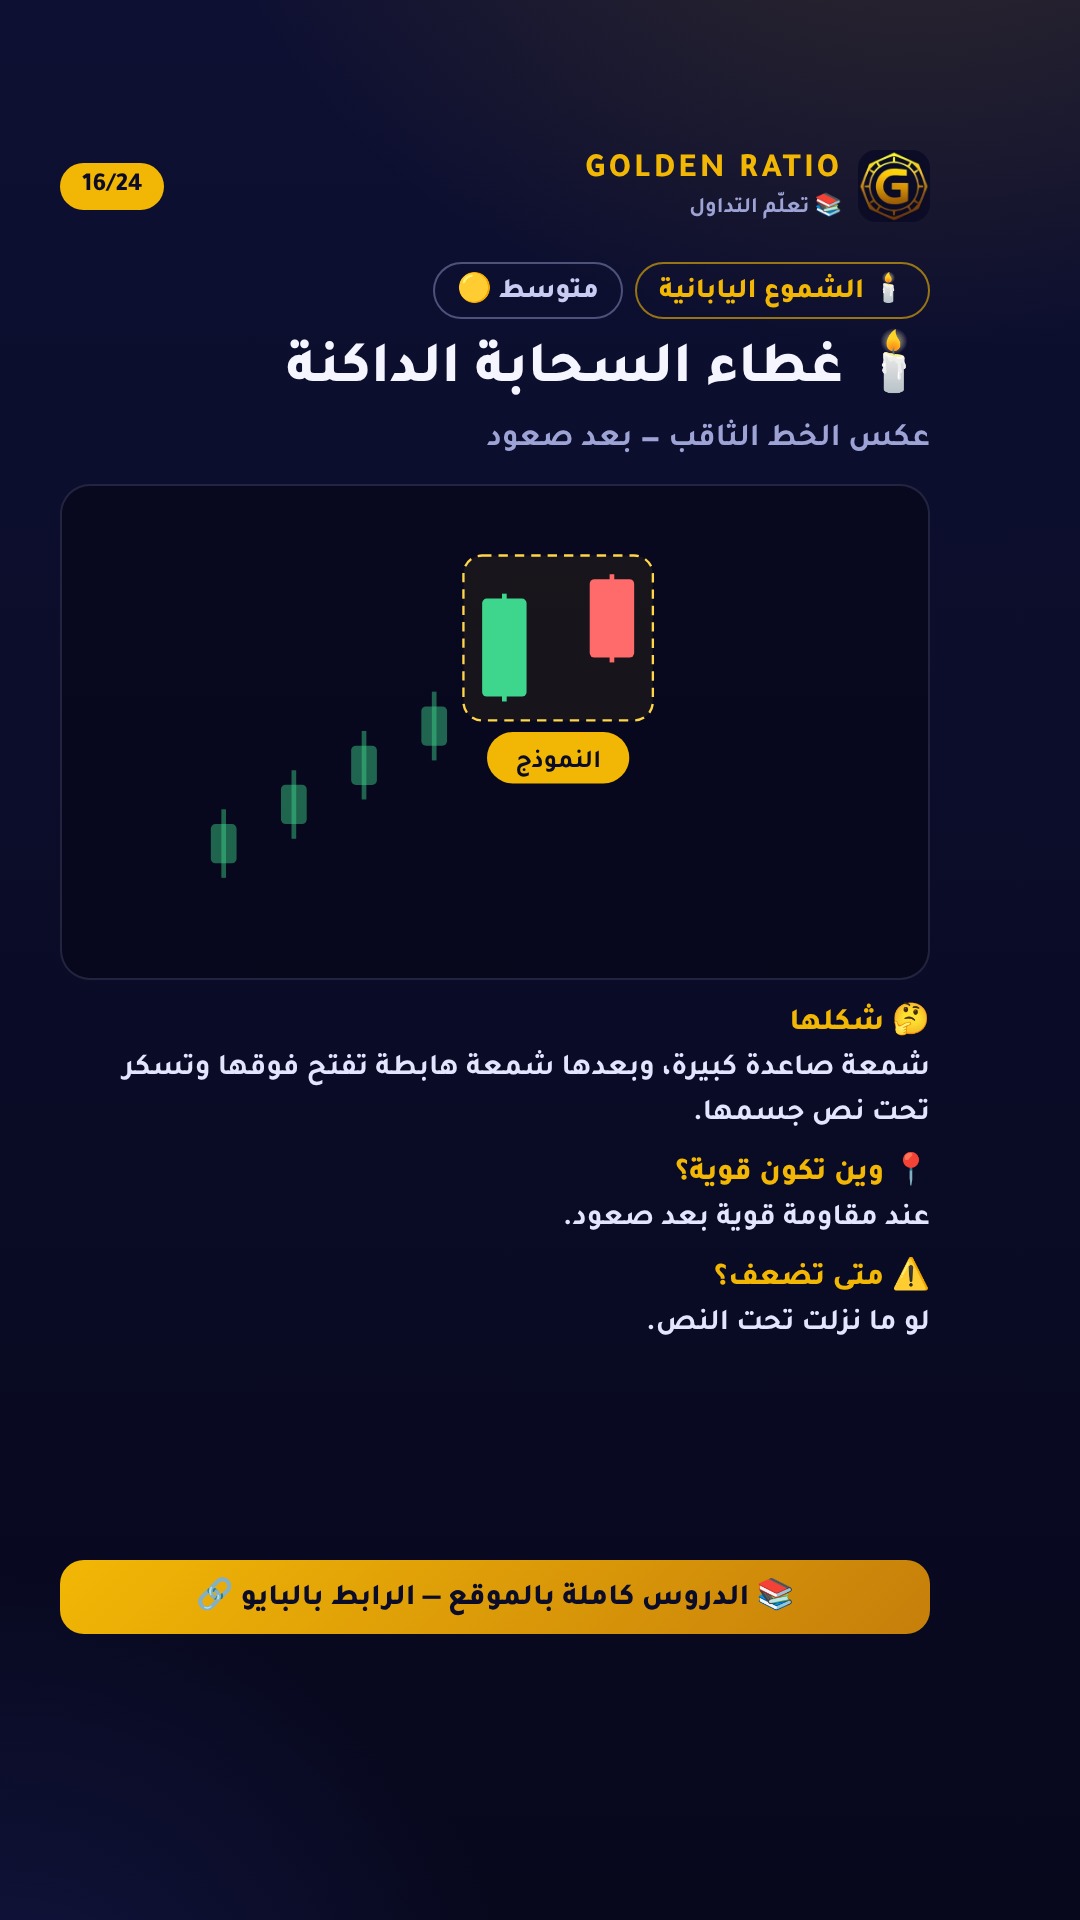 GOLDEN RATIO
📚 تعلّم التداول
16/24
🕯️ الشموع اليابانية
متوسط 🟡
🕯️ غطاء السحابة الداكنة
عكس الخط الثاقب – بعد صعود
النموذج
🤔 شكلها
شمعة صاعدة كبيرة، وبعدها شمعة هابطة تفتح فوقها وتسكر
تحت نص جسمها.
📍 وين تكون قوية؟
عند مقاومة قوية بعد صعود.
⚠️ متى تضعف؟
لو ما نزلت تحت النص.
📚 الدروس كاملة بالموقع – الرابط بالبايو 🔗